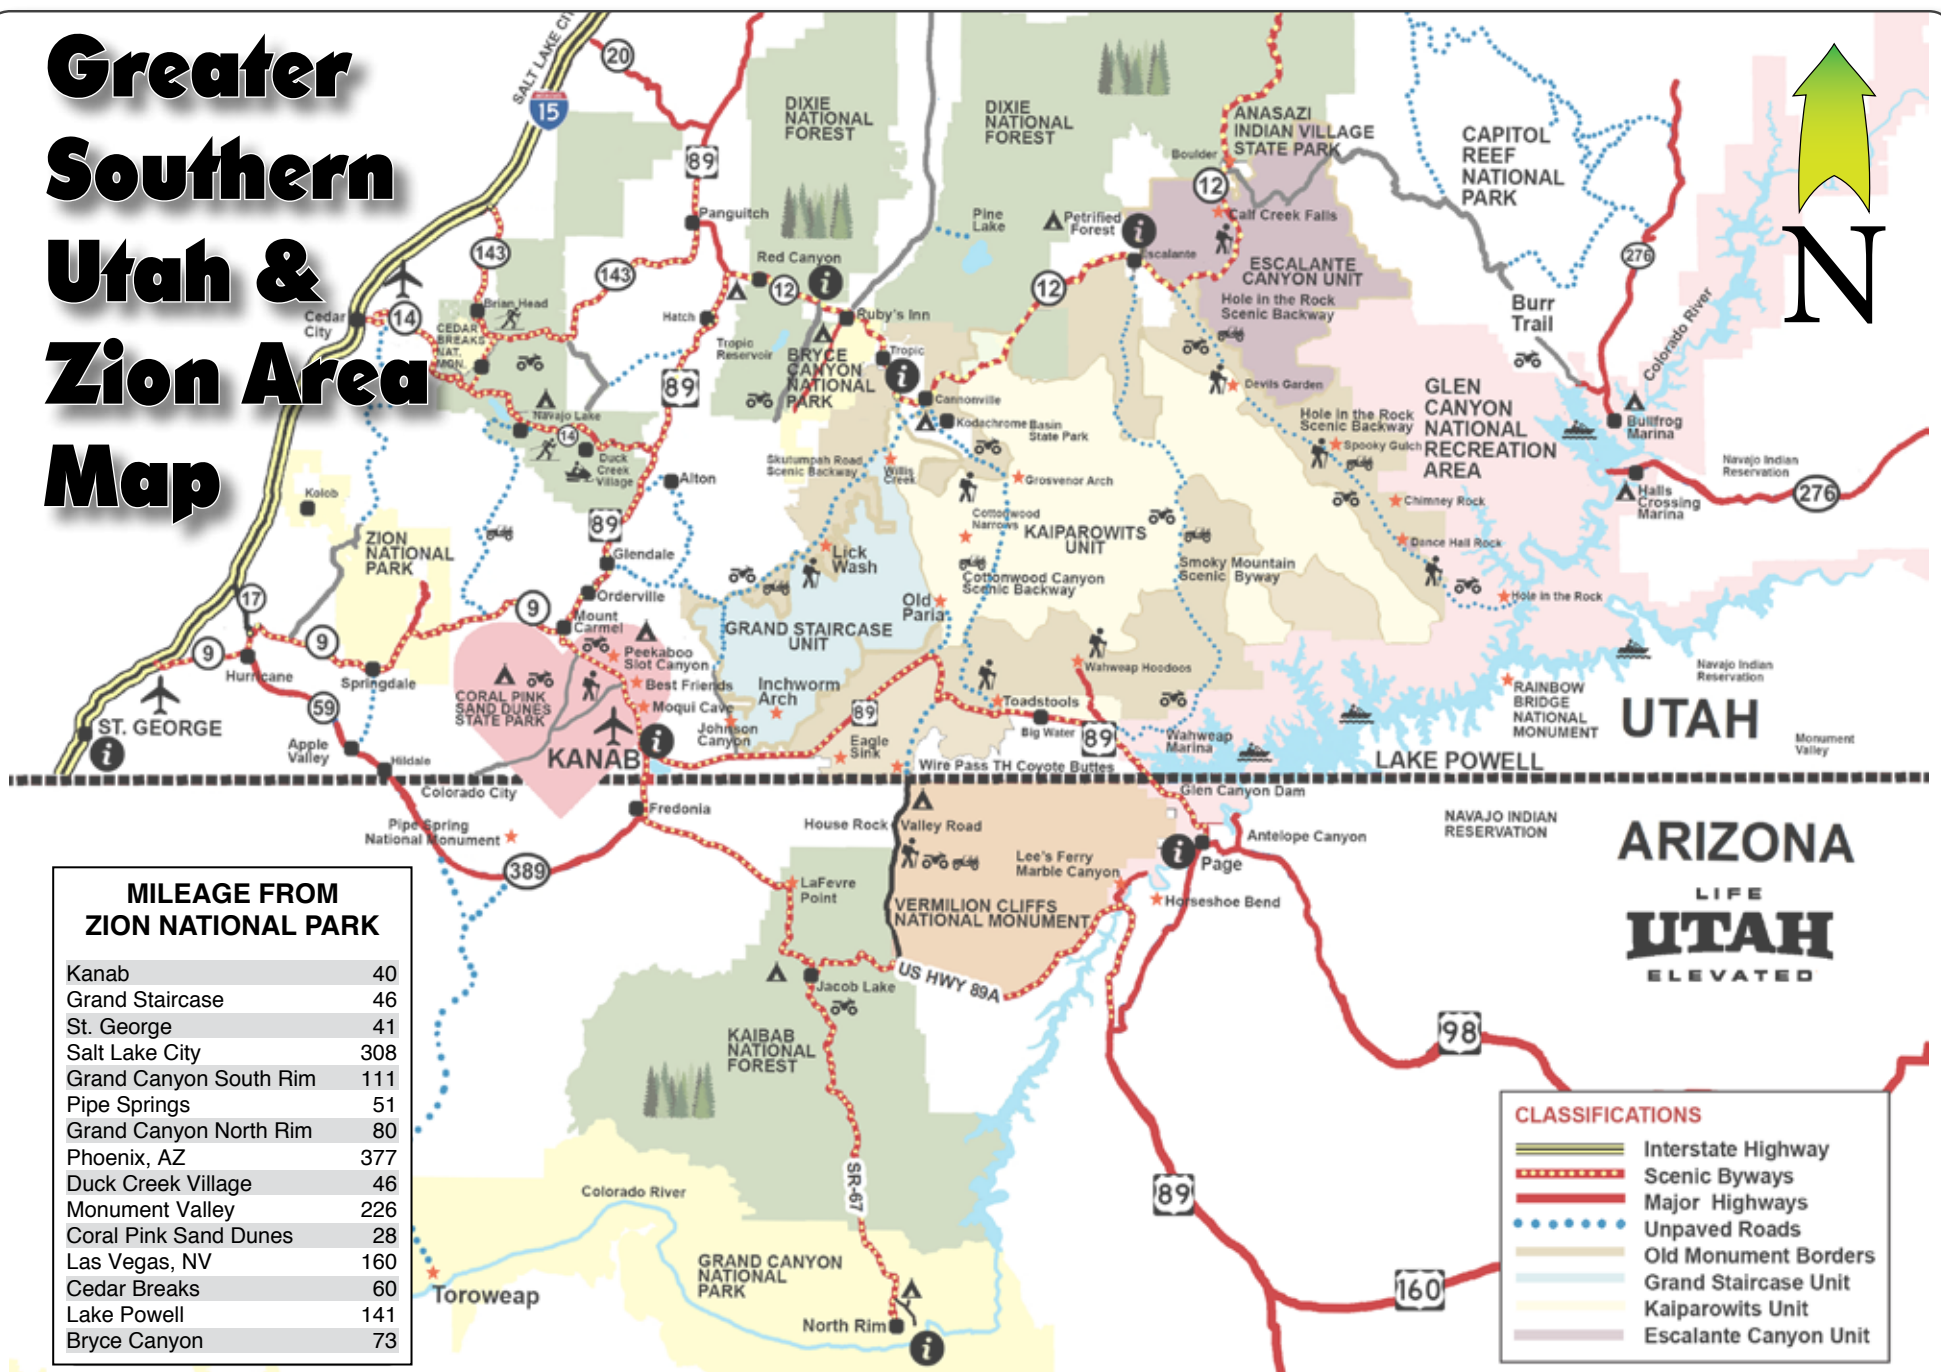 Greater
Southern
Utah &
Zion Area
Map
SALT LAKE CITY
15
20
89
DIXIE
NATIONAL
FOREST
DIXIE
NATIONAL
FOREST
ANASAZI
INDIAN VILLAGE
STATE PARK
Boulder
12
Calf Creek Falls
CAPITOL
REEF
NATIONAL
PARK
N
276
Burr
Trail
Colorado River
Panguitch
143
143
Red Canyon
12
Pine
Lake
Petrified
Forest
Escalante
12
ESCALANTE
CANYON UNIT
Hole in the Rock
Scenic Backway
Cedar
City
14
Brian Head
CEDAR
BREAKS
NAT.
MON.
Hatch
Ruby's Inn
Tropic
Reservoir
BRYCE
CANYON
NATIONAL
PARK
Tropic
Cannonville
Kodachrome Basin
State Park
89
Navajo Lake
14
Duck
Creek
Village
Devils Garden
Hole in the Rock
Scenic Backway
Spooky Gulch
GLEN
CANYON
NATIONAL
RECREATION
AREA
Bullfrog
Marina
Navajo Indian
Reservation
276
Halls
Crossing
Marina
Chimney Rock
Dance Hall Rock
Hole in the Rock
Skutumpah Road
Scenic Backway
Willis
Creek
Grosvenor Arch
Cottonwood
Narrows
KAIPAROWITS
UNIT
Cottonwood Canyon
Scenic Backway
Smoky Mountain
Scenic Byway
Alton
Kolob
ZION
NATIONAL
PARK
89
Glendale
Orderville
Mount
Carmel
Lick
Wash
Old
Paria
GRAND STAIRCASE
UNIT
17
9
9
9
Hurricane
Springdale
59
Apple
Valley
Hildale
ST. GEORGE
CORAL PINK
SAND DUNES
STATE PARK
Peekaboo
Slot Canyon
Best Friends
Moqui Cave
Johnson
Canyon
Inchworm
Arch
KANAB
89
Eagle
Sink
Wahweap Hoodoos
Toadstools
Big Water
89
Wahweap
Marina
Wire Pass TH Coyote Buttes
RAINBOW
BRIDGE
NATIONAL
MONUMENT
Navajo Indian
Reservation
UTAH
Monument
Valley
LAKE POWELL
Colorado City
Pipe Spring
National Monument
389
Fredonia
House Rock
Valley Road
Lee's Ferry
Marble Canyon
VERMILION CLIFFS
NATIONAL MONUMENT
US HWY 89A
Glen Canyon Dam
Antelope Canyon
Page
Horseshoe Bend
NAVAJO INDIAN
RESERVATION
ARIZONA
LIFE
UTAH
ELEVATED
LaFevre
Point
Jacob Lake
KAIBAB
NATIONAL
FOREST
SR-67
Colorado River
GRAND CANYON
NATIONAL
PARK
North Rim
Toroweap
98
89
160
MILEAGE FROM
ZION NATIONAL PARK
Kanab 40
Grand Staircase 46
St. George 41
Salt Lake City 308
Grand Canyon South Rim 111
Pipe Springs 51
Grand Canyon North Rim 80
Phoenix, AZ 377
Duck Creek Village 46
Monument Valley 226
Coral Pink Sand Dunes 28
Las Vegas, NV 160
Cedar Breaks 60
Lake Powell 141
Bryce Canyon 73
CLASSIFICATIONS
Interstate Highway
Scenic Byways
Major Highways
Unpaved Roads
Old Monument Borders
Grand Staircase Unit
Kaiparowits Unit
Escalante Canyon Unit